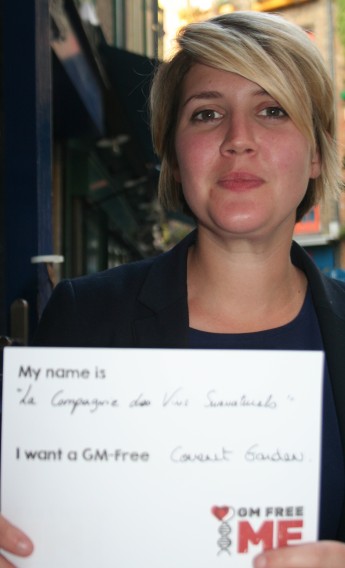 My name is
"La Compagnie des Vins Surnaturels"
I want a GM-Free Covent Garden.
GM FREE
ME